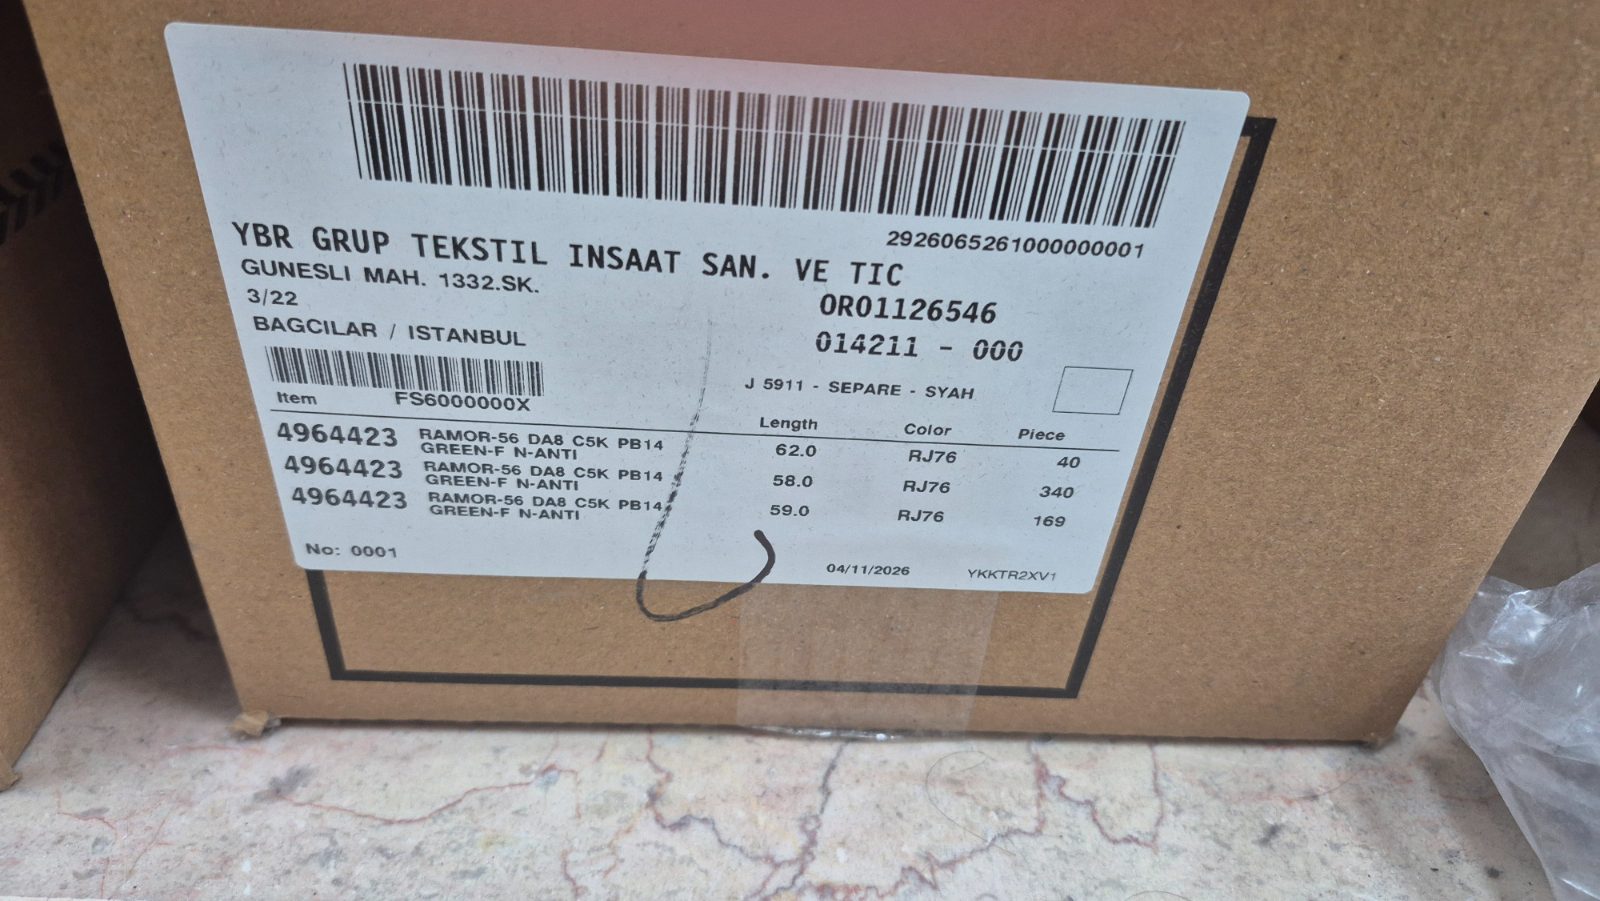 2926065261000000001
YBR GRUP TEKSTIL INSAAT SAN. VE TIC
GUNESLI MAH. 1332.SK.
3/22
BAGCILAR / ISTANBUL
OR01126546
014211 - 000
J 5911 - SEPARE - SYAH
FS6000000X
Item Length Color Piece
4964423 RAMOR-56 DA8 C5K PB14 62.0 RJ76 40
GREEN-F N-ANTI
4964423 RAMOR-56 DA8 C5K PB14 58.0 RJ76 340
GREEN-F N-ANTI
4964423 RAMOR-56 DA8 C5K PB14 59.0 RJ76 169
GREEN-F N-ANTI
No: 0001
04/11/2026 YKKTR2XV1